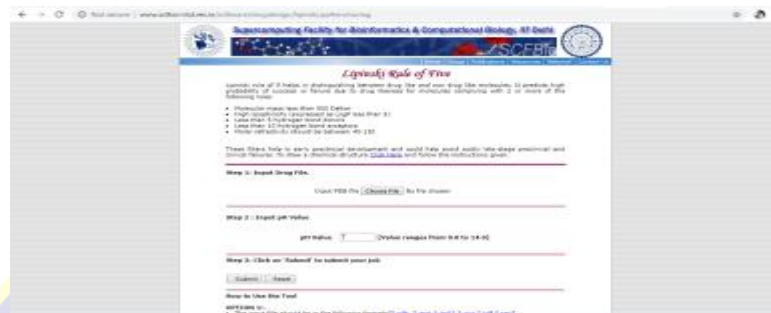 Supercomputing Facility for Bioinformatics & Computational Biology, IIT Delhi
SCFBio
Lipinski Rule of Five
Lipinski rule of 5 helps in distinguishing between drug like and non drug like molecules. It predicts high
probability of success or failure due to drug likeness for molecules complying with 2 or more of the
following rules
Molecular mass less than 500 Dalton
High lipophilicity (expressed as LogP less than 5)
Less than 5 hydrogen bond donors
Less than 10 hydrogen bond acceptors
Molar refractivity should be between 40-130
These filters help in early preclinical development and could help avoid costly late-stage preclinical and
clinical failures. To draw a chemical structure Click Here and follow the instructions given.
Step 1: Input Drug File.
Input PDB file Choose File No file chosen
Step 2 : Input pH Value
pH Value 7 (Value ranges from 0.0 to 14.0)
Step 3: Click on 'Submit' to submit your job
Submit Reset
How to Use the Tool